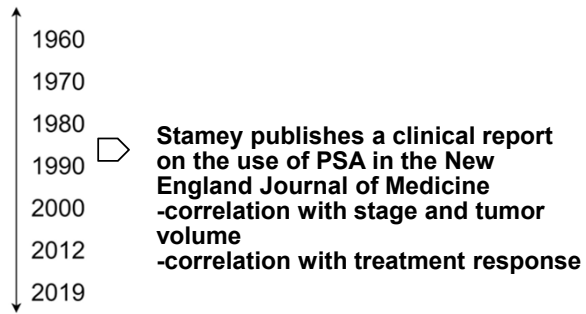 1960
1970
1980
1990
2000
2012
2019
Stamey publishes a clinical report
on the use of PSA in the New
England Journal of Medicine
-correlation with stage and tumor
volume
-correlation with treatment response